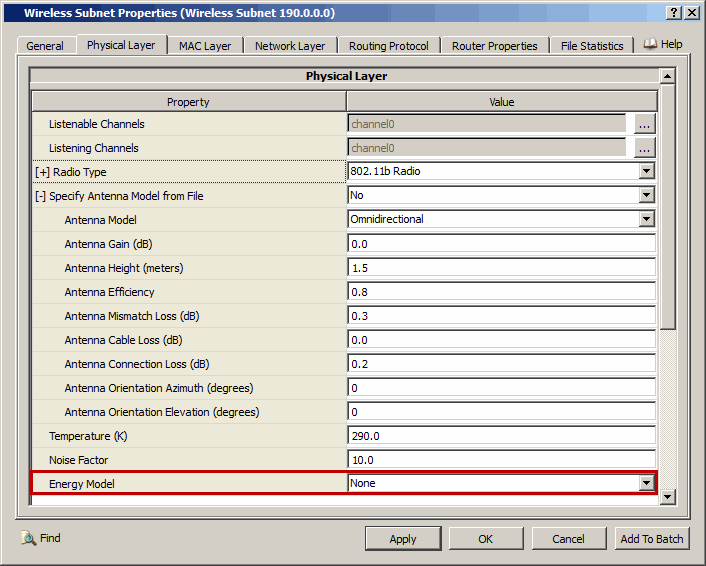 Wireless Subnet Properties (Wireless Subnet 190.0.0.0) ? ×
General Physical Layer MAC Layer Network Layer Routing Protocol Router Properties File Statistics Help
Physical Layer
Property Value
Listenable Channels channel0 ...
Listening Channels channel0 ...
[+] Radio Type 802.11b Radio
[-] Specify Antenna Model from File No
Antenna Model Omnidirectional
Antenna Gain (dB) 0.0
Antenna Height (meters) 1.5
Antenna Efficiency 0.8
Antenna Mismatch Loss (dB) 0.3
Antenna Cable Loss (dB) 0.0
Antenna Connection Loss (dB) 0.2
Antenna Orientation Azimuth (degrees) 0
Antenna Orientation Elevation (degrees) 0
Temperature (K) 290.0
Noise Factor 10.0
Energy Model None
Find Apply OK Cancel Add To Batch